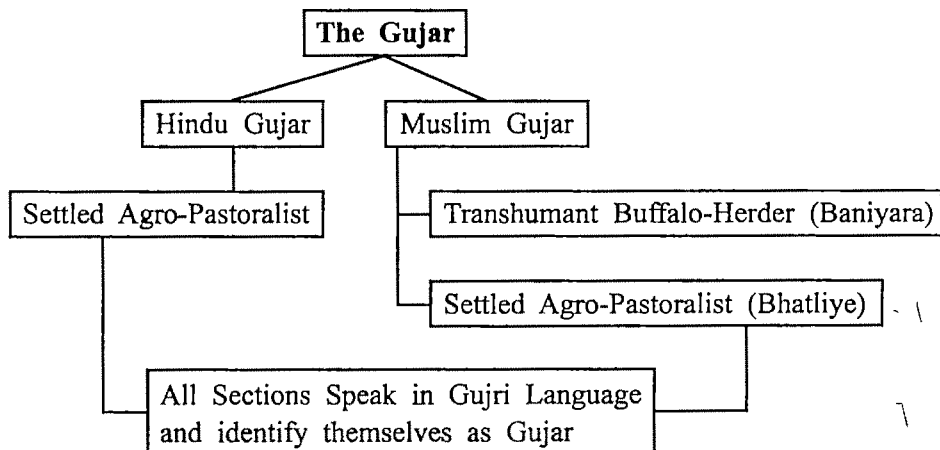 The Gujar
Hindu Gujar
Muslim Gujar
Settled Agro-Pastoralist
Transhumant Buffalo-Herder (Baniyara)
Settled Agro-Pastoralist (Bhatliye)
All Sections Speak in Gujri Language
and identify themselves as Gujar